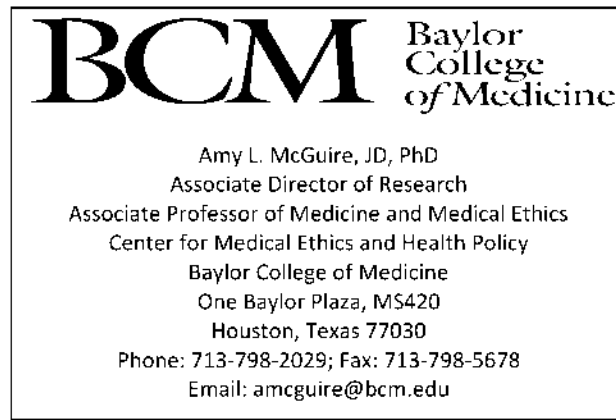 BCM
Baylor
College
of Medicine
Amy L. McGuire, JD, PhD
Associate Director of Research
Associate Professor of Medicine and Medical Ethics
Center for Medical Ethics and Health Policy
Baylor College of Medicine
One Baylor Plaza, MS420
Houston, Texas 77030
Phone: 713-798-2029; Fax: 713-798-5678
Email: amcguire@bcm.edu